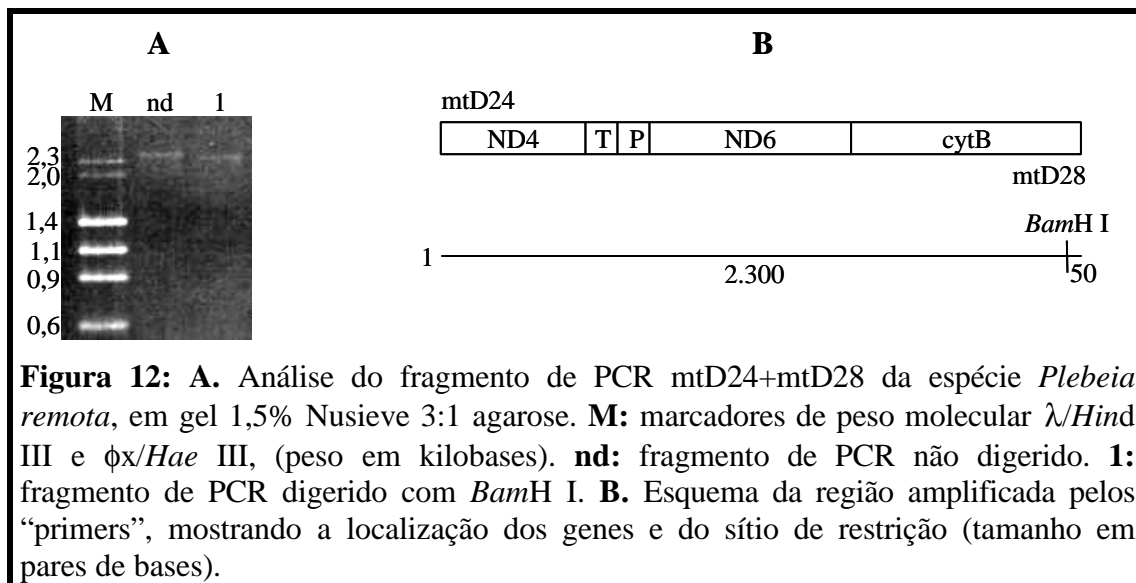 A
B
M nd 1
2,3
2,0
1,4
1,1
0,9
0,6
mtD24
ND4 T P ND6 cytB
mtD28
BamH I
1
2.300
50
Figura 12: A. Análise do fragmento de PCR mtD24+mtD28 da espécie Plebeia
remota, em gel 1,5% Nusieve 3:1 agarose. M: marcadores de peso molecular λ/Hind
III e ϕx/Hae III, (peso em kilobases). nd: fragmento de PCR não digerido. 1:
fragmento de PCR digerido com BamH I. B. Esquema da região amplificada pelos
“primers”, mostrando a localização dos genes e do sítio de restrição (tamanho em
pares de bases).